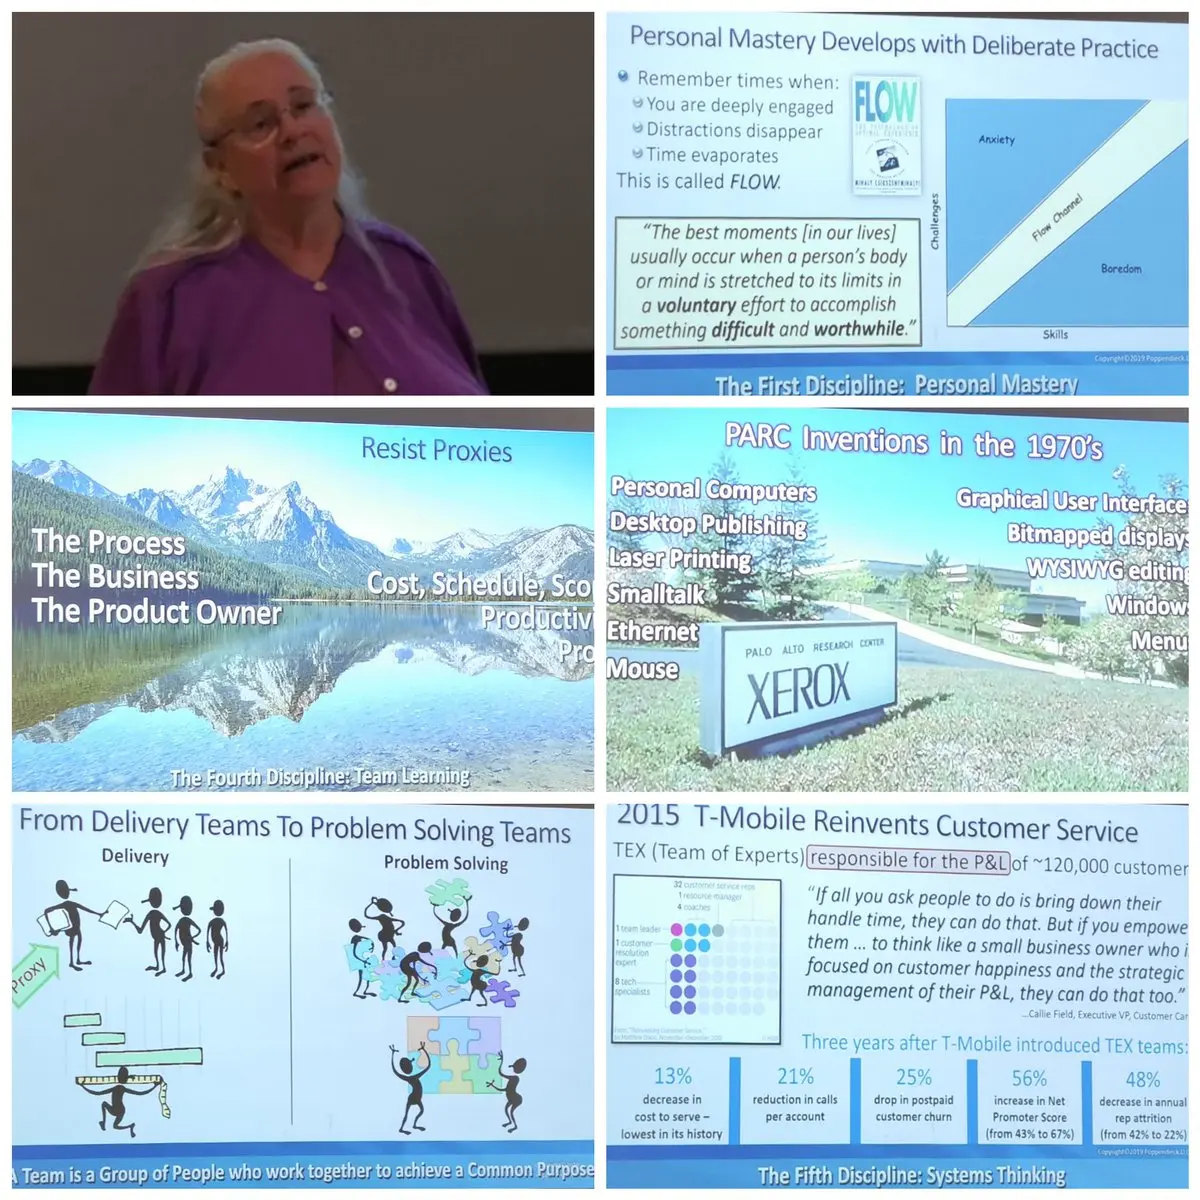 Personal Mastery Develops with Deliberate Practice
Remember times when:
You are deeply engaged
Distractions disappear
Time evaporates
This is called FLOW.
FLOW
THE PSYCHOLOGY OF
OPTIMAL EXPERIENCE
MIHALY CSIKSZENTMIHALYI
"The best moments [in our lives]
usually occur when a person's body
or mind is stretched to its limits in
a voluntary effort to accomplish
something difficult and worthwhile."
Challenges
Anxiety
Flow Channel
Boredom
Skills
Copyright©2019 Poppendieck.L
The First Discipline: Personal Mastery
Resist Proxies
The Process
The Business
The Product Owner
Cost, Schedule, Sco
Productiv
Pro
The Fourth Discipline: Team Learning
PARC Inventions in the 1970's
Personal Computers
Desktop Publishing
Laser Printing
Smalltalk
Ethernet
Mouse
Graphical User Interface
Bitmapped displays
WYSIWYG editing
Window
Menu
PALO ALTO RESEARCH CENTER
XEROX
From Delivery Teams To Problem Solving Teams
Delivery
Problem Solving
Proxy
A Team is a Group of People who work together to achieve a Common Purpose
2015 T-Mobile Reinvents Customer Service
TEX (Team of Experts) responsible for the P&L of ~120,000 customer
32 customer service reps
1 resource manager
4 coaches
1 team leader
1 customer
resolution
expert
8 tech
specialists
"If all you ask people to do is bring down their
handle time, they can do that. But if you empowe
them ... to think like a small business owner who i
focused on customer happiness and the strategic
management of their P&L, they can do that too."
...Callie Field, Executive VP, Customer Car
Three years after T-Mobile introduced TEX teams:
13%
decrease in
cost to serve –
lowest in its history
21%
reduction in calls
per account
25%
drop in postpaid
customer churn
56%
increase in Net
Promoter Score
(from 43% to 67%)
48%
decrease in annual
rep attrition
(from 42% to 22%)
Copyright©2019 Poppendieck.L
The Fifth Discipline: Systems Thinking